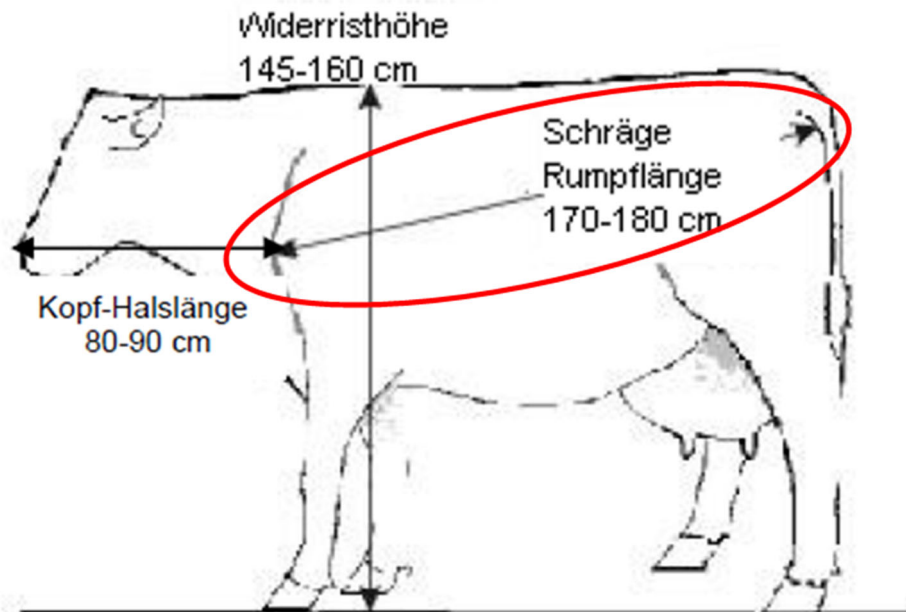 Widerristhöhe
145-160 cm
Schräge
Rumpflänge
170-180 cm
Kopf-Halslänge
80-90 cm